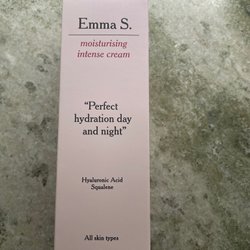 Emma S.
moisturising
intense cream
“Perfect
hydration day
and night”
Hyaluronic Acid
Squalene
All skin types